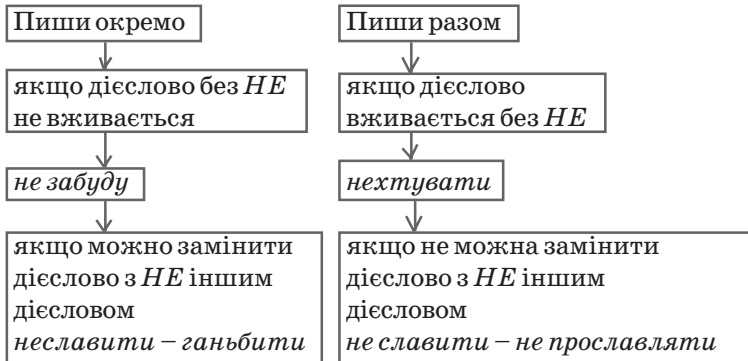 Пиши окремо
якщо дієслово без НЕ
не вживається
не забуду
якщо можно замінити
дієслово з НЕ іншим
дієсловом
неславити – ганьбити
Пиши разом
якщо дієслово
вживається без НЕ
нехтувати
якщо не можна замінити
дієслово з НЕ іншим
дієсловом
не славити – не прославляти